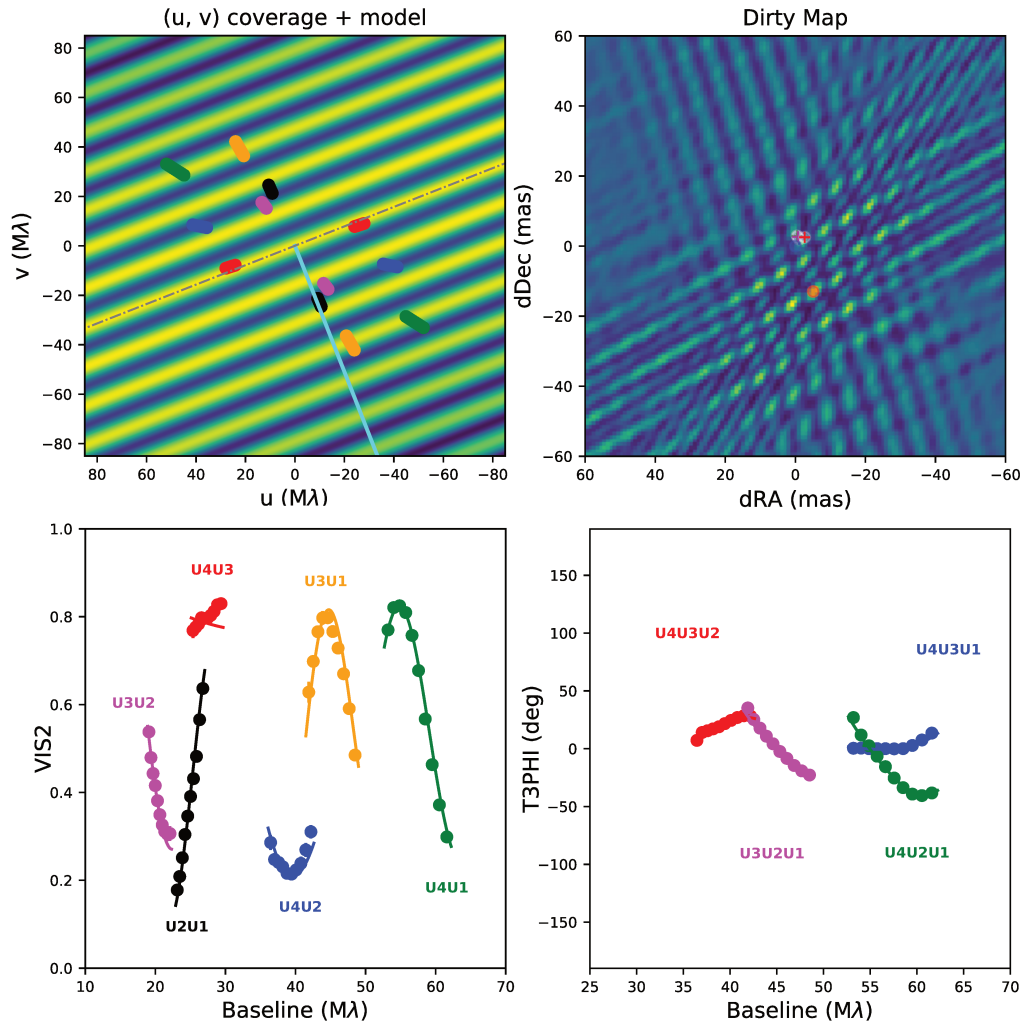 (u, v) coverage + model
80
60
40
20
0
−20
−40
−60
−80
v (Mλ)
80 60 40 20 0 −20 −40 −60 −80
u (Mλ)
Dirty Map
60
40
20
0
−20
−40
−60
dDec (mas)
60 40 20 0 −20 −40 −60
dRA (mas)
1.0
0.8
0.6
0.4
0.2
0.0
VIS2
U4U3
U3U1
U3U2
U2U1
U4U2
U4U1
10 20 30 40 50 60 70
Baseline (Mλ)
150
100
50
0
−50
−100
−150
T3PHI (deg)
U4U3U2
U4U3U1
U3U2U1
U4U2U1
25 30 35 40 45 50 55 60 65 70
Baseline (Mλ)